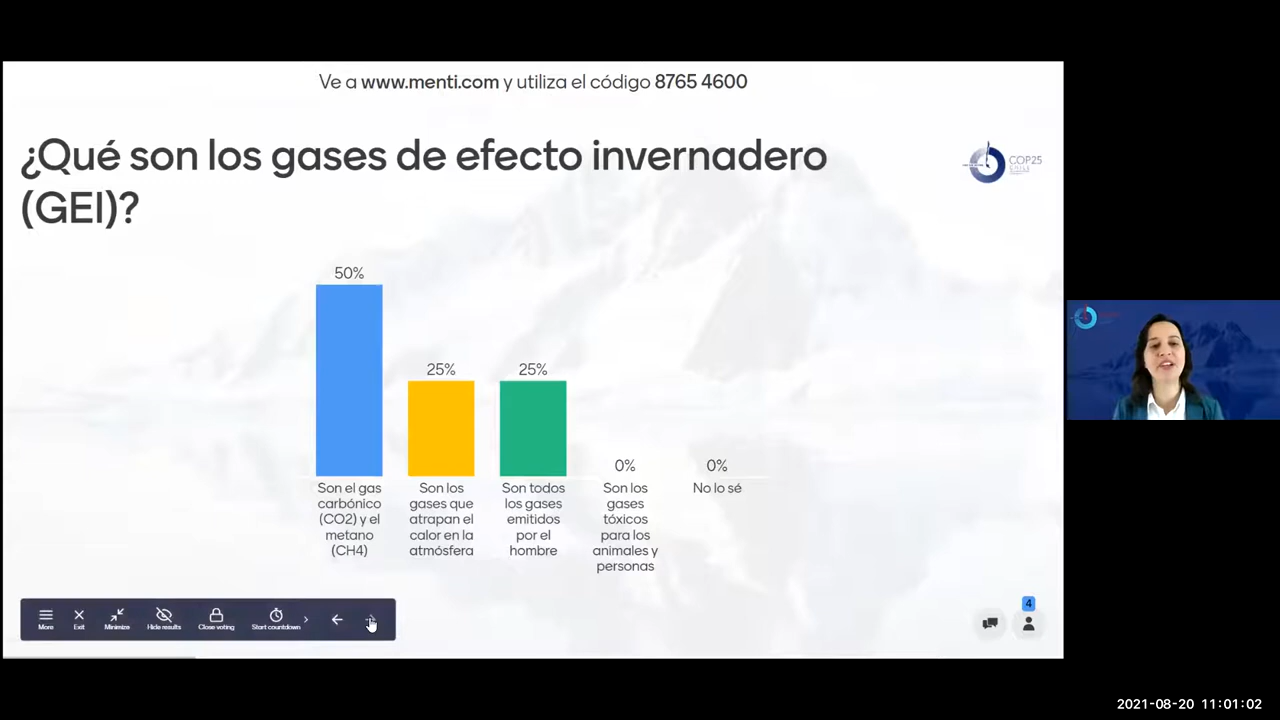 Ve a www.menti.com y utiliza el código 8765 4600
¿Qué son los gases de efecto invernadero
(GEI)?
COP25
50%
25%
25%
0%
0%
Son el gas
carbónico
(CO2) y el
metano
(CH4)
Son los
gases que
atrapan el
calor en la
atmósfera
Son todos
los gases
emitidos
por el
hombre
Son los
gases
tóxicos
para los
animales y
personas
No lo sé
More
Exit
Minimize
Hide results
Close voting
Start countdown
4
2021-08-20 11:01:02